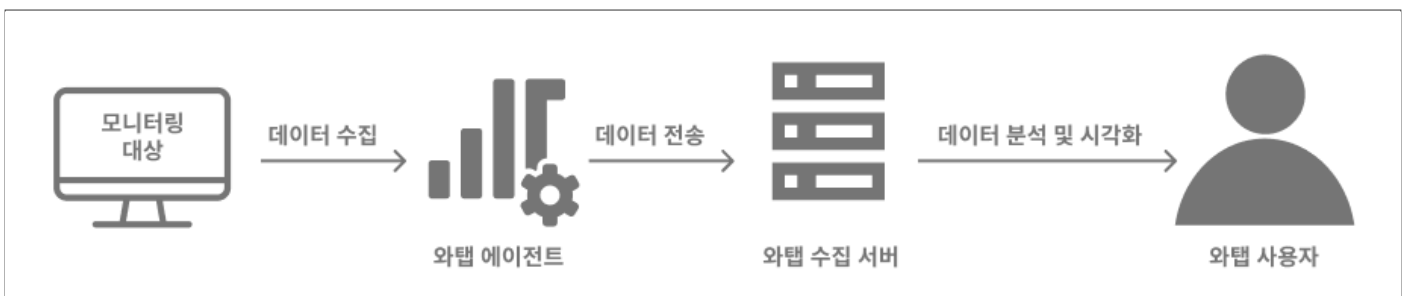 모니터링
대상
데이터 수집
데이터 전송
데이터 분석 및 시각화
와탭 에이전트
와탭 수집 서버
와탭 사용자